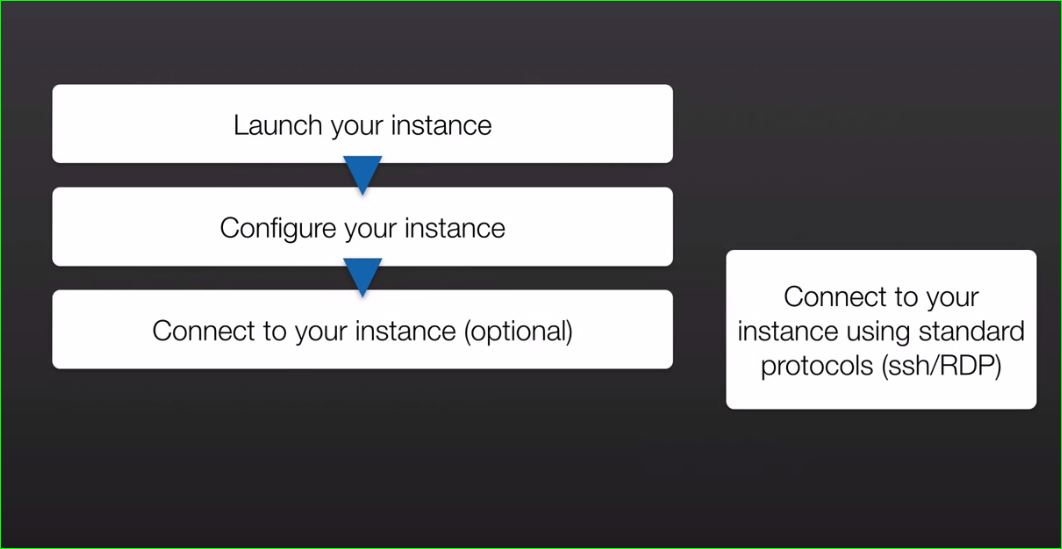 Launch your instance
Configure your instance
Connect to your instance (optional)
Connect to your
instance using standard
protocols (ssh/RDP)